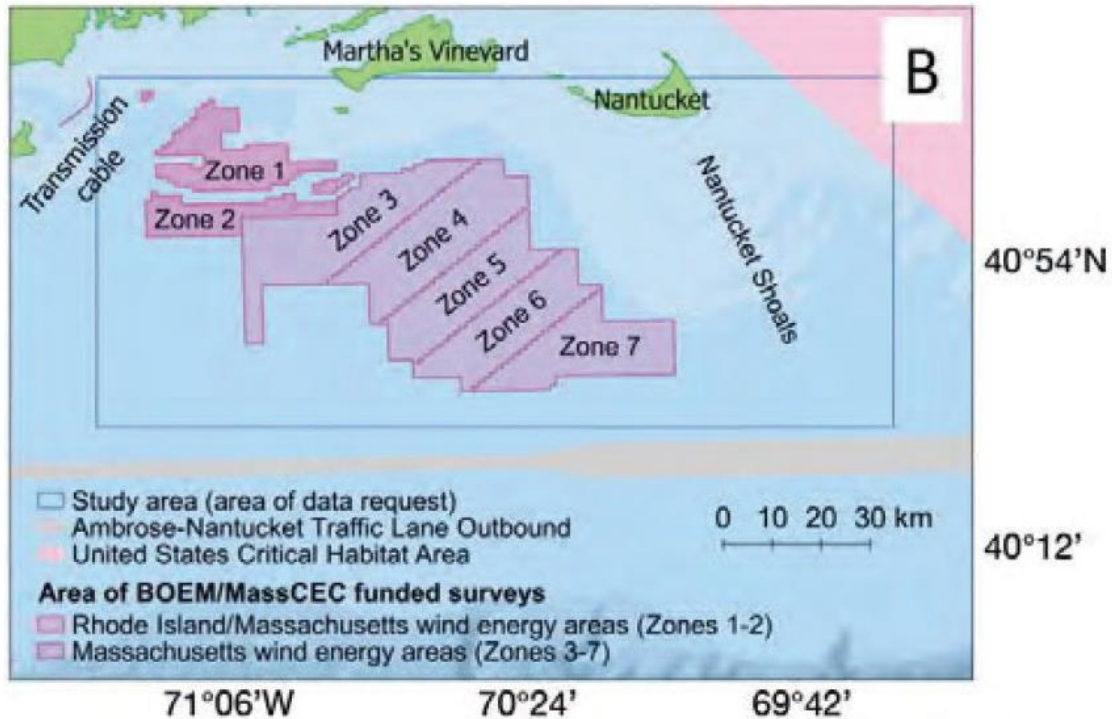 B
Martha's Vineyard
Nantucket
Transmission
cable
Nantucket Shoals
Zone 1
Zone 2
Zone 3
Zone 4
Zone 5
Zone 6
Zone 7
40°54'N
Study area (area of data request)
Ambrose-Nantucket Traffic Lane Outbound
United States Critical Habitat Area
0 10 20 30 km
40°12'
Area of BOEM/MassCEC funded surveys
Rhode Island/Massachusetts wind energy areas (Zones 1-2)
Massachusetts wind energy areas (Zones 3-7)
71°06'W 70°24' 69°42'